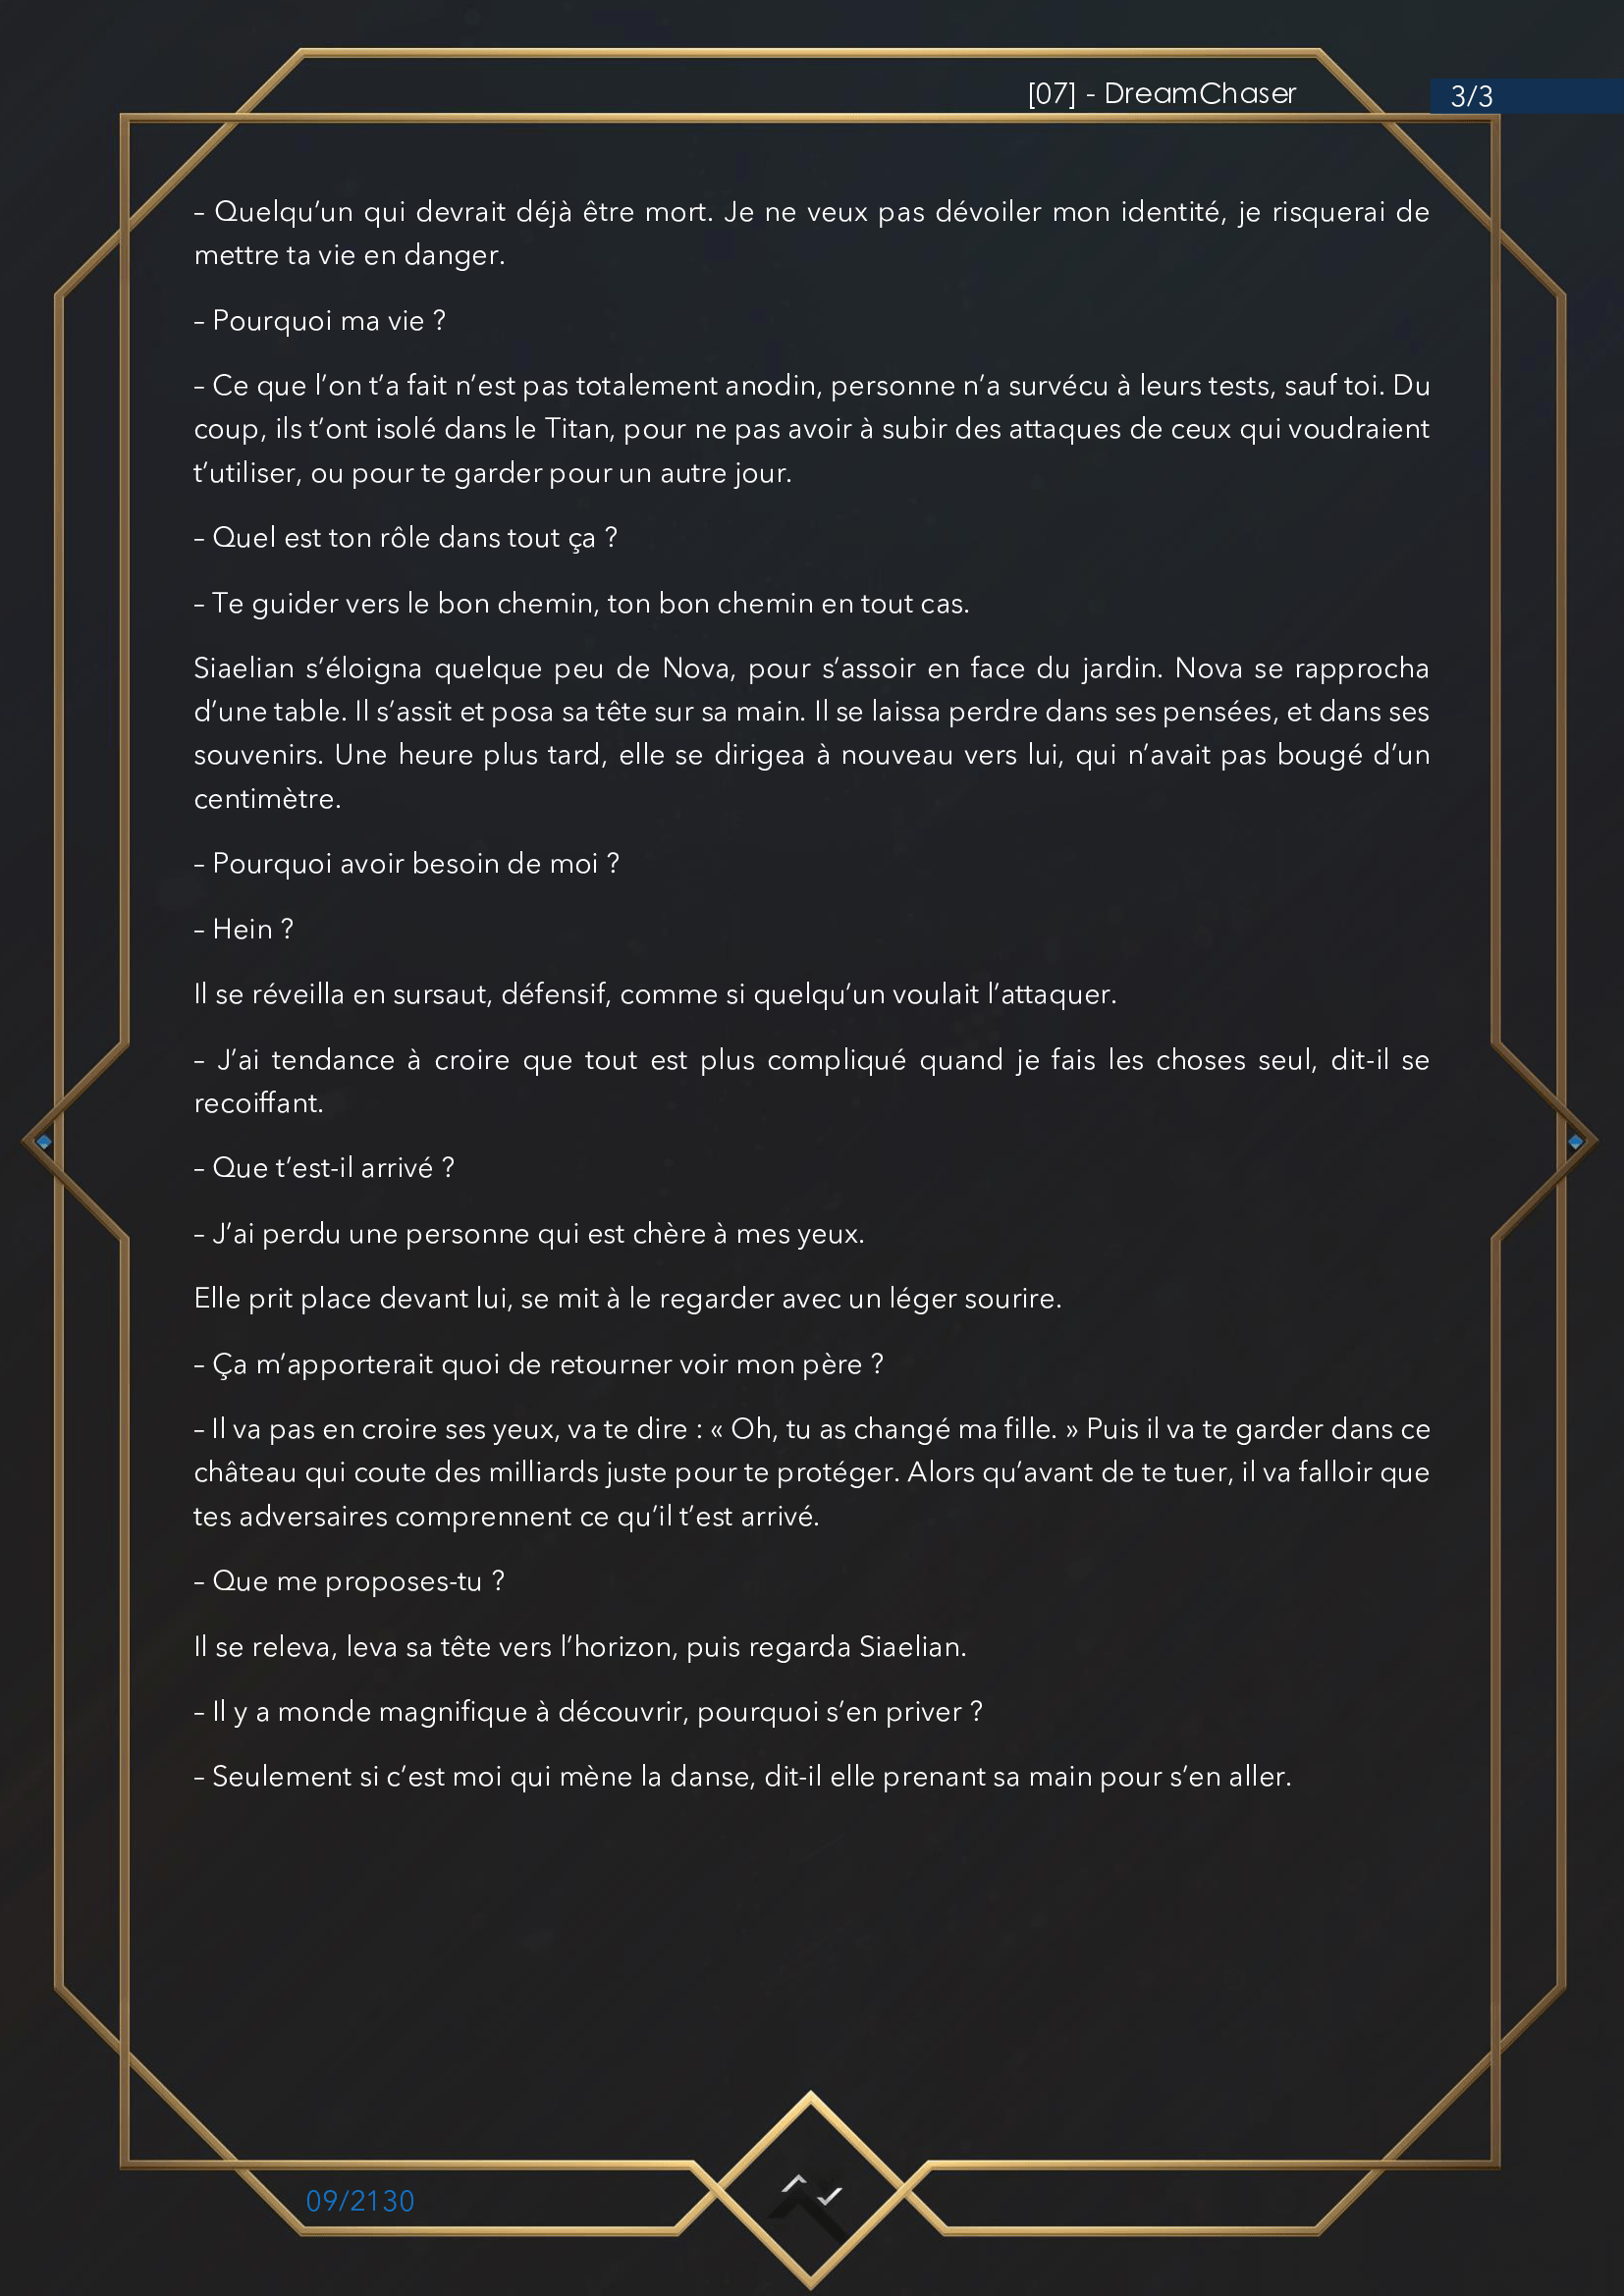 [07] - DreamChaser
3/3
– Quelqu’un qui devrait déjà être mort. Je ne veux pas dévoiler mon identité, je risquerai de
mettre ta vie en danger.
– Pourquoi ma vie ?
– Ce que l’on t’a fait n’est pas totalement anodin, personne n’a survécu à leurs tests, sauf toi. Du
coup, ils t’ont isolé dans le Titan, pour ne pas avoir à subir des attaques de ceux qui voudraient
t’utiliser, ou pour te garder pour un autre jour.
– Quel est ton rôle dans tout ça ?
– Te guider vers le bon chemin, ton bon chemin en tout cas.
Siaelian s’éloigna quelque peu de Nova, pour s’assoir en face du jardin. Nova se rapprocha
d’une table. Il s’assit et posa sa tête sur sa main. Il se laissa perdre dans ses pensées, et dans ses
souvenirs. Une heure plus tard, elle se dirigea à nouveau vers lui, qui n’avait pas bougé d’un
centimètre.
– Pourquoi avoir besoin de moi ?
– Hein ?
Il se réveilla en sursaut, défensif, comme si quelqu’un voulait l’attaquer.
– J’ai tendance à croire que tout est plus compliqué quand je fais les choses seul, dit-il se
recoiffant.
– Que t’est-il arrivé ?
– J’ai perdu une personne qui est chère à mes yeux.
Elle prit place devant lui, se mit à le regarder avec un léger sourire.
– Ça m’apporterait quoi de retourner voir mon père ?
– Il va pas en croire ses yeux, va te dire : « Oh, tu as changé ma fille. » Puis il va te garder dans ce
château qui coute des milliards juste pour te protéger. Alors qu’avant de te tuer, il va falloir que
tes adversaires comprennent ce qu’il t’est arrivé.
– Que me proposes-tu ?
Il se releva, leva sa tête vers l’horizon, puis regarda Siaelian.
– Il y a monde magnifique à découvrir, pourquoi s’en priver ?
– Seulement si c’est moi qui mène la danse, dit-il elle prenant sa main pour s’en aller.
09/2130